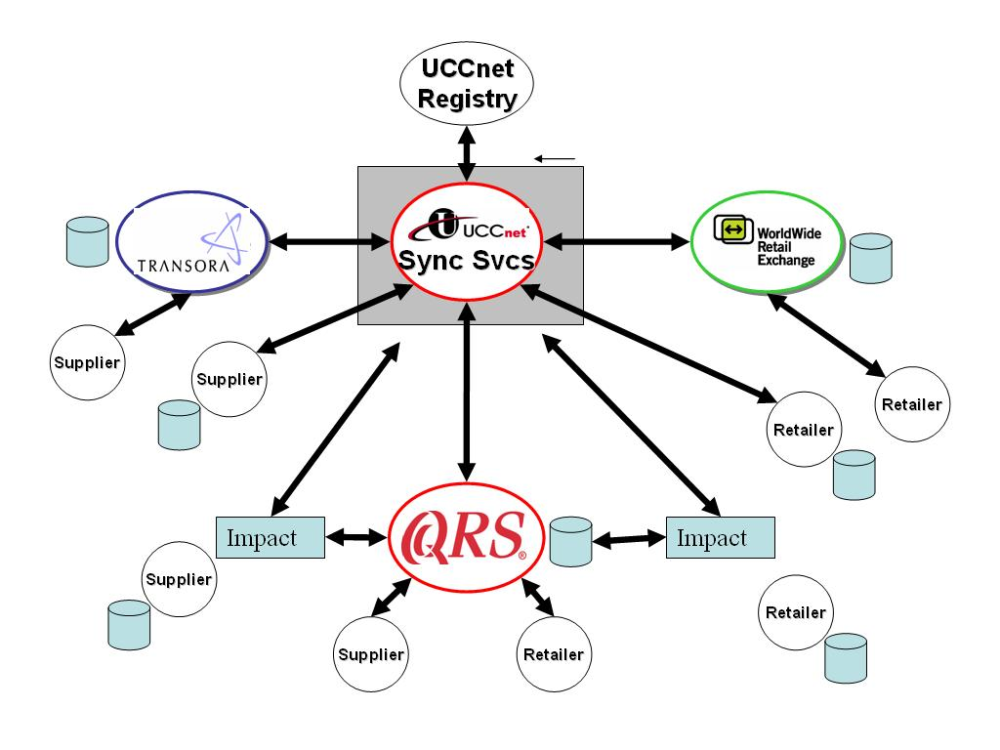 UCCnet
Registry
TRANSORA
UCCnet
Sync Svcs
WorldWide
Retail
Exchange
Supplier
Supplier
Retailer
Retailer
Impact
QRS®
Impact
Supplier
Retailer
Supplier
Retailer